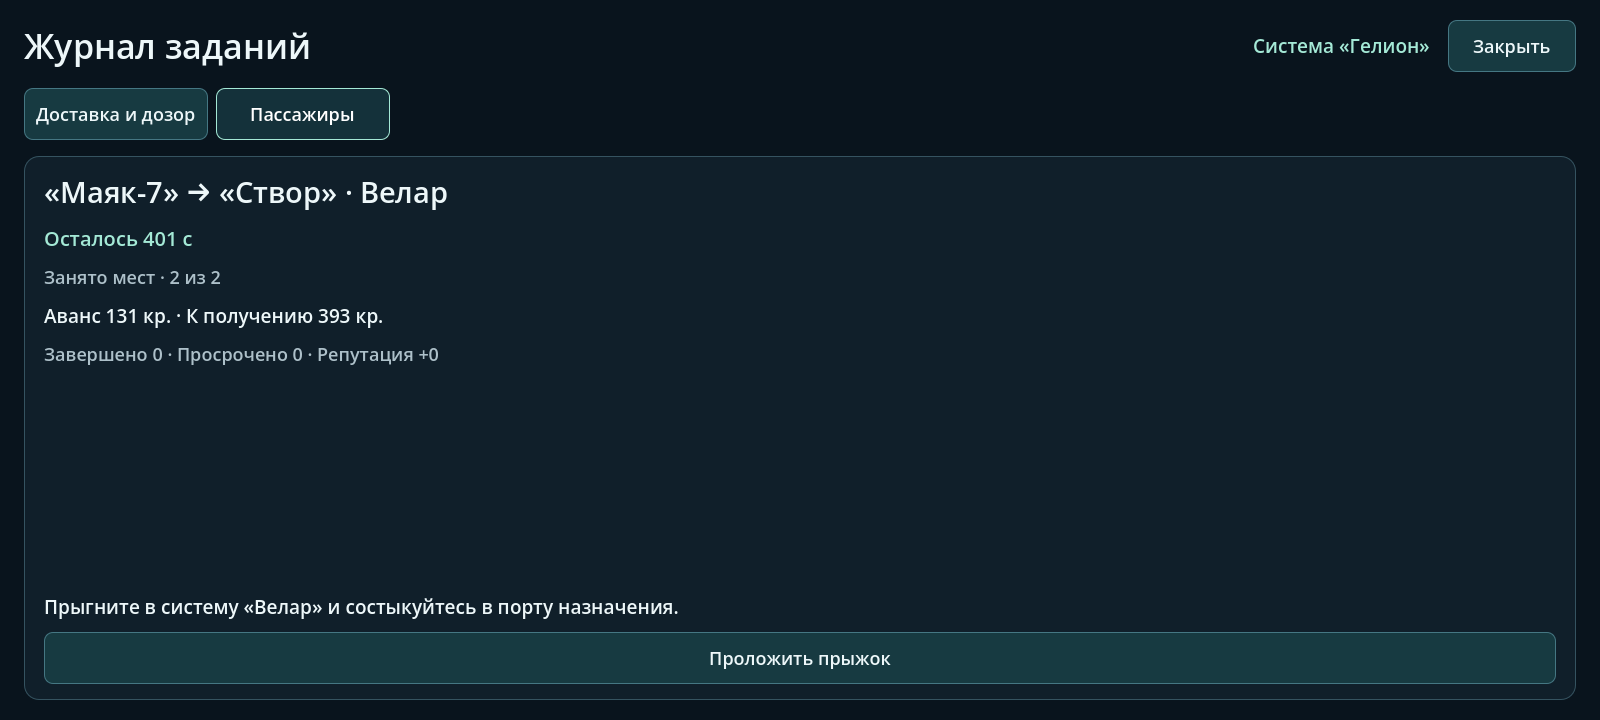 Журнал заданий
Система «Гелион»
Закрыть
Доставка и дозор
Пассажиры
«Маяк-7» → «Створ» · Велар
Осталось 401 с
Занято мест · 2 из 2
Аванс 131 кр. · К получению 393 кр.
Завершено 0 · Просрочено 0 · Репутация +0
Прыгните в систему «Велар» и состыкуйтесь в порту назначения.
Проложить прыжок